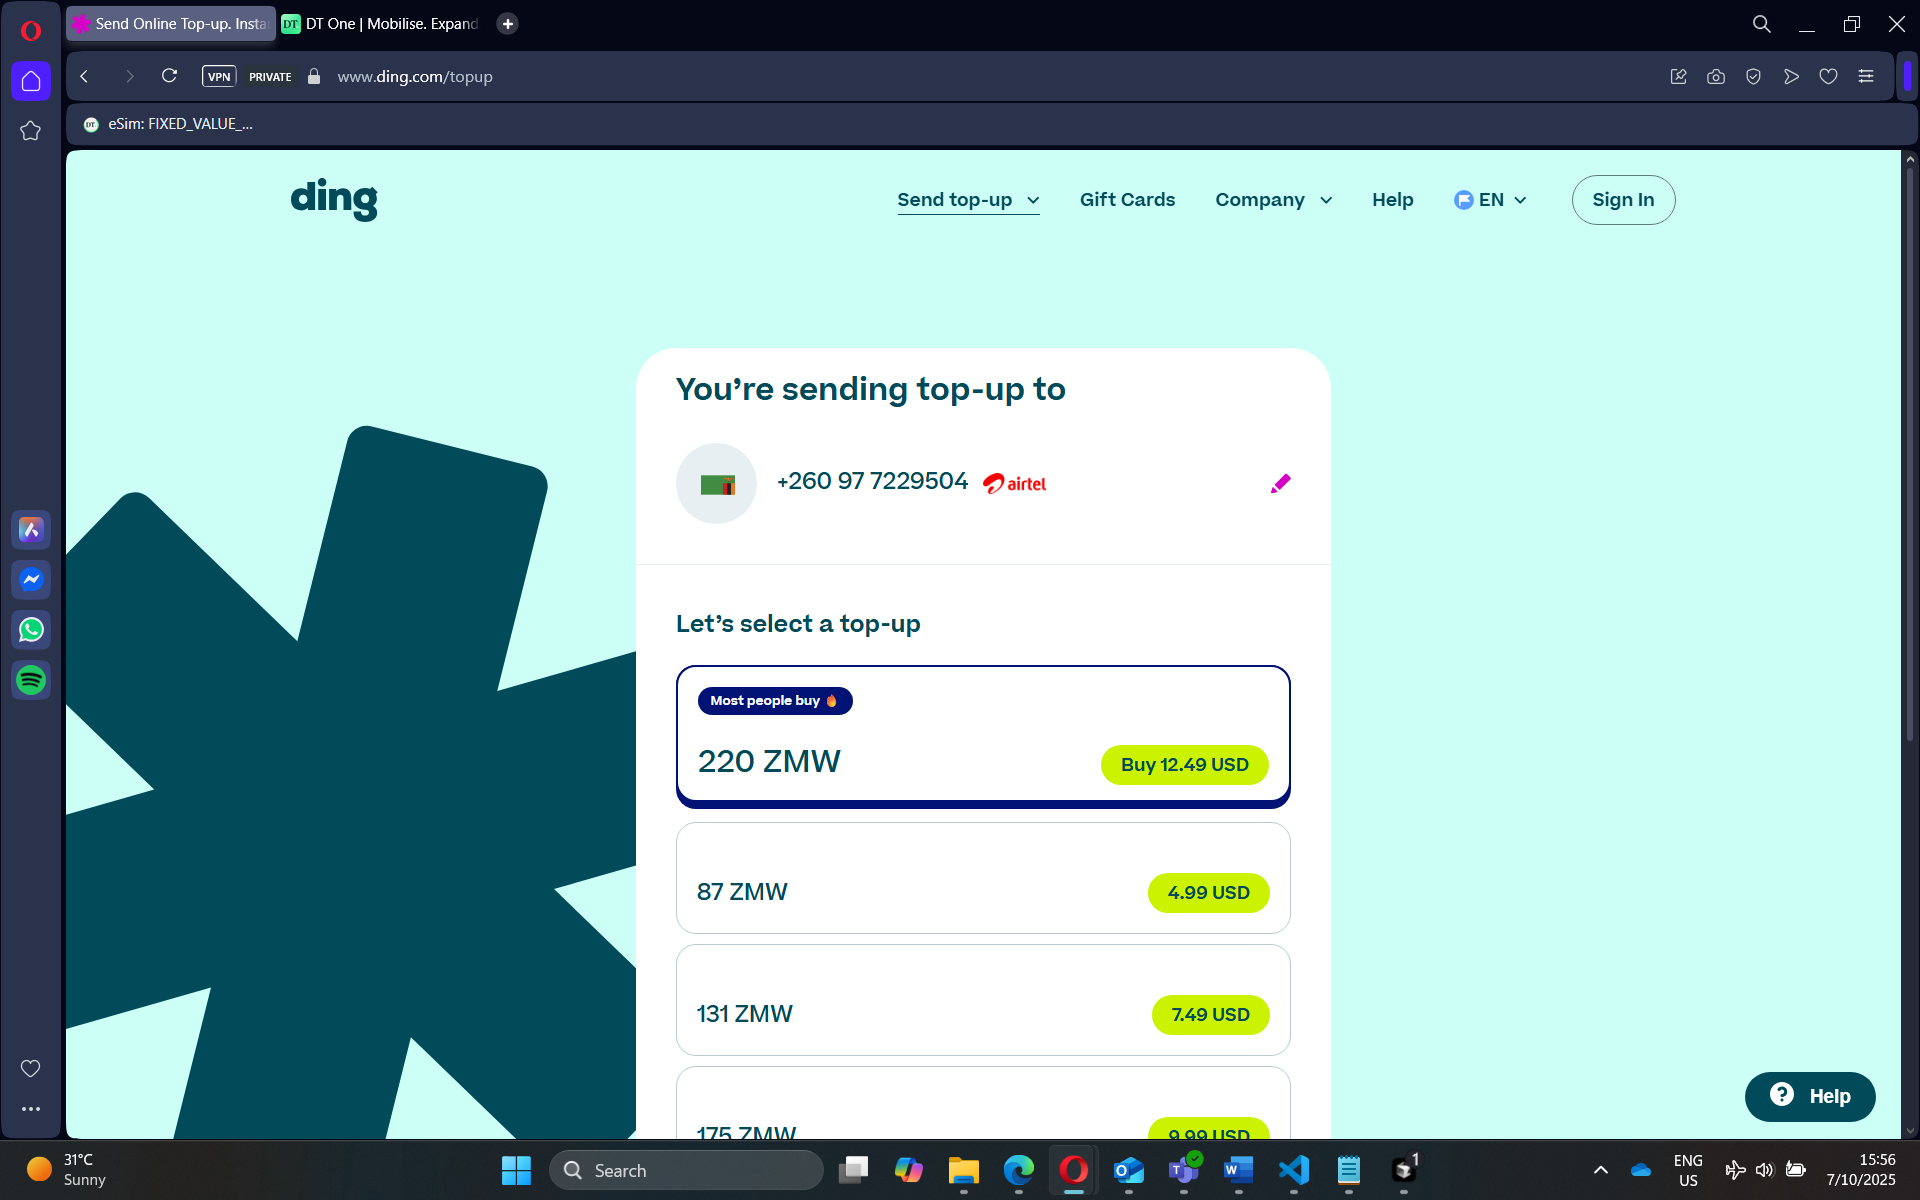 Send Online Top-up. Insta
DT
DT One | Mobilise. Expand
VPN
PRIVATE
www.ding.com/topup
DT
eSim: FIXED_VALUE_...
ding
Send top-up
Gift Cards
Company
Help
EN
Sign In
You’re sending top-up to
+260 97 7229504
airtel
Let’s select a top-up
Most people buy 🔥
220 ZMW
Buy 12.49 USD
87 ZMW
4.99 USD
131 ZMW
7.49 USD
175 ZMW
9.99 USD
Help
31°C
Sunny
Search
1
ENG
US
15:56
7/10/2025